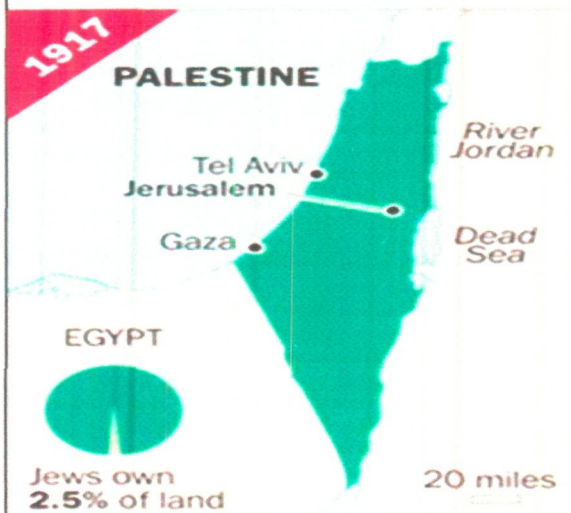 1917
PALESTINE
Tel Aviv
Jerusalem
Gaza
River
Jordan
Dead
Sea
EGYPT
Jews own
2.5% of land
20 miles